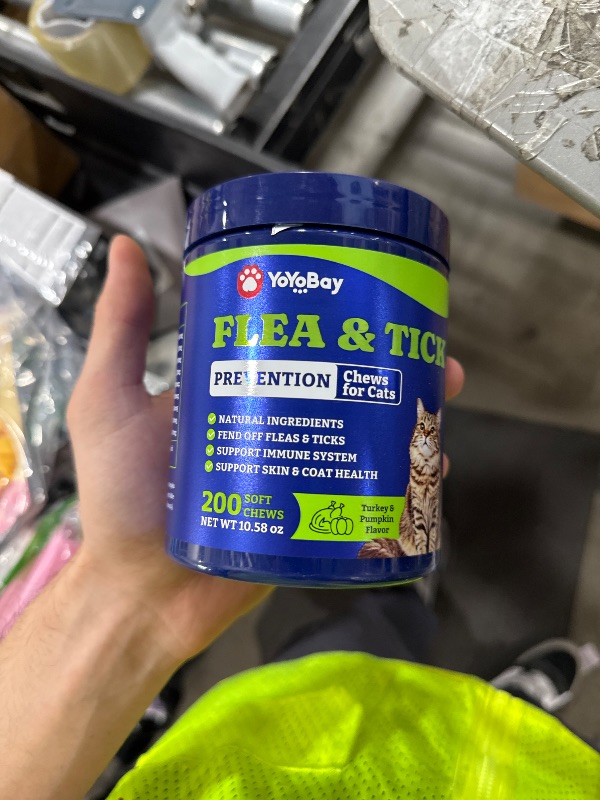 YoYoBay
FLEA & TICK
PREVENTION
Chews
for Cats
NATURAL INGREDIENTS
FEND OFF FLEAS & TICKS
SUPPORT IMMUNE SYSTEM
SUPPORT SKIN & COAT HEALTH
200 SOFT
CHEWS
NET WT 10.58 oz
Turkey &
Pumpkin
Flavor